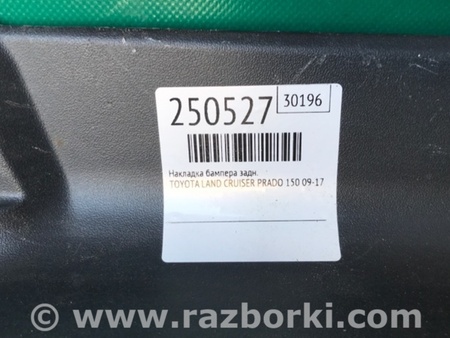 250527
30196
Накладка бампера задн.
TOYOTA LAND CRUISER PRADO 150 09-17
© www.razborki.com